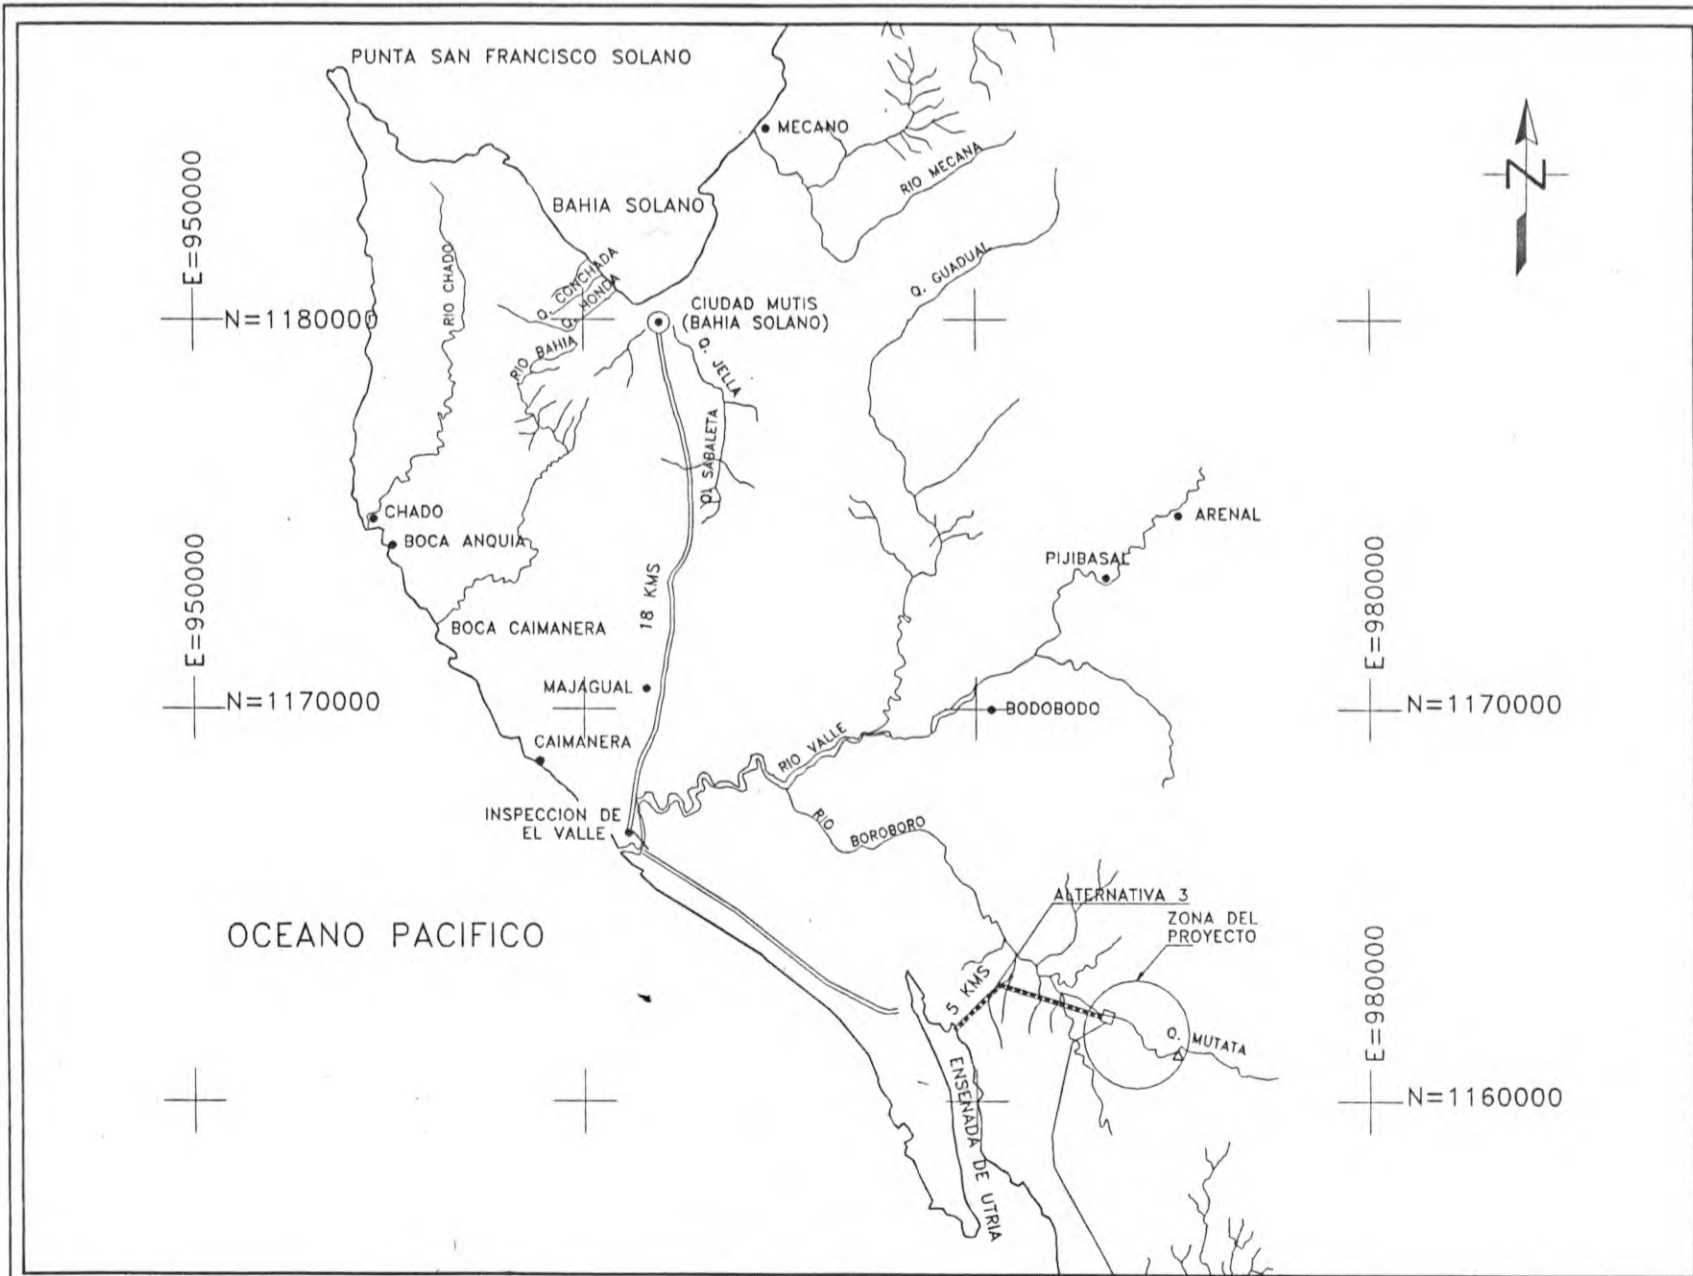 PUNTA SAN FRANCISCO SOLANO
MECANO
RIO MECANA
E=950000
BAHIA SOLANO
N
RIO CHADO
Q. CONCHADA
Q. HONDA
Q. GUADUAL
N=1180000
CIUDAD MUTIS
(BAHIA SOLANO)
RIO BAHIA
Q. JELLA
Q. SABALETA
CHADO
BOCA ANQUIA
ARENAL
PIJIBASAL
E=950000
18 KMS
E=980000
BOCA CAIMANERA
MAJAGUAL
N=1170000
BODOBODO
N=1170000
CAIMANERA
RIO VALLE
INSPECCION DE
EL VALLE
RIO BOROBORO
ALTERNATIVA 3
ZONA DEL
PROYECTO
OCEANO PACIFICO
5 KMS
E=980000
Q. MUTATA
ENSENADA DE UTRIA
N=1160000